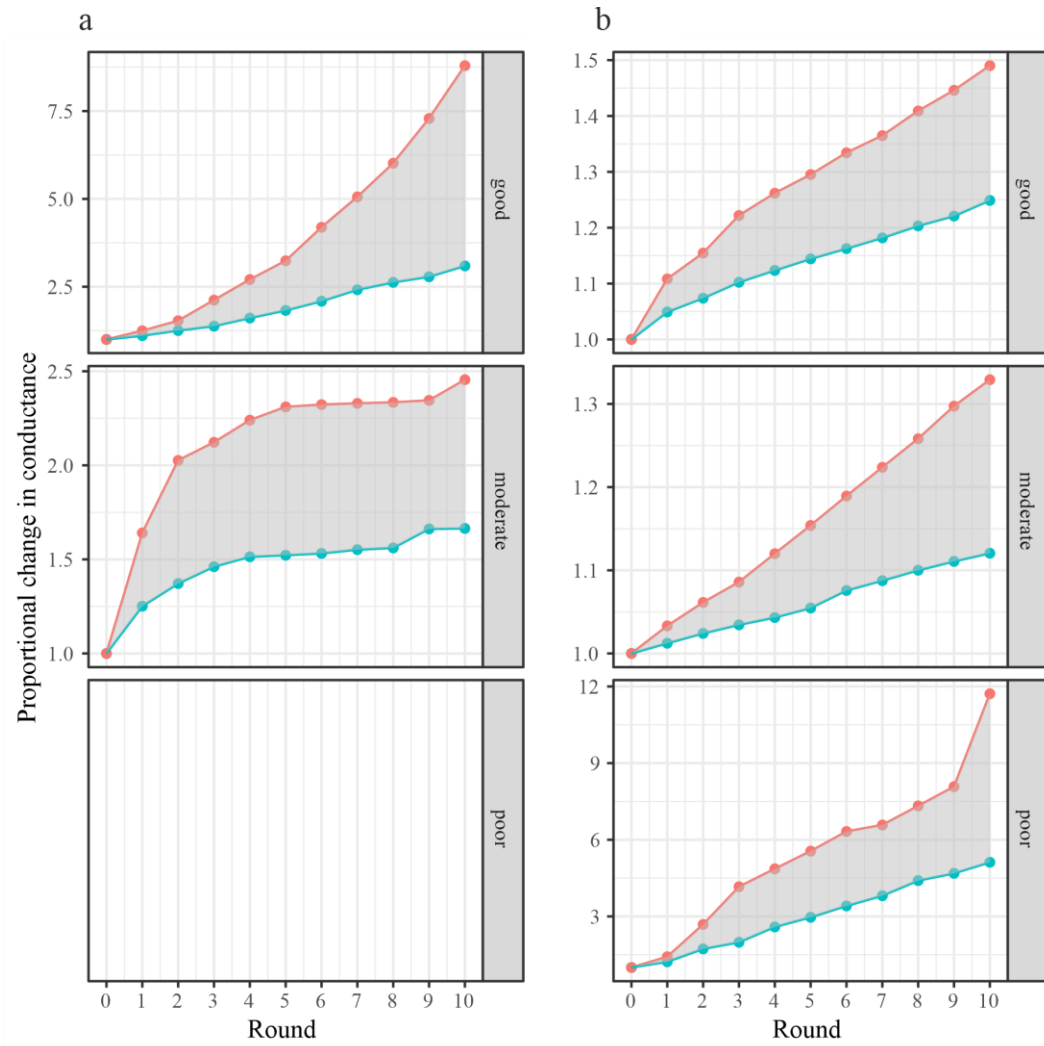 a
b
Proportional change in conductance
7.5
5.0
2.5
good
2.5
2.0
1.5
1.0
moderate
poor
0 1 2 3 4 5 6 7 8 9 10
Round
1.5
1.4
1.3
1.2
1.1
1.0
good
1.3
1.2
1.1
1.0
moderate
12
9
6
3
poor
0 1 2 3 4 5 6 7 8 9 10
Round